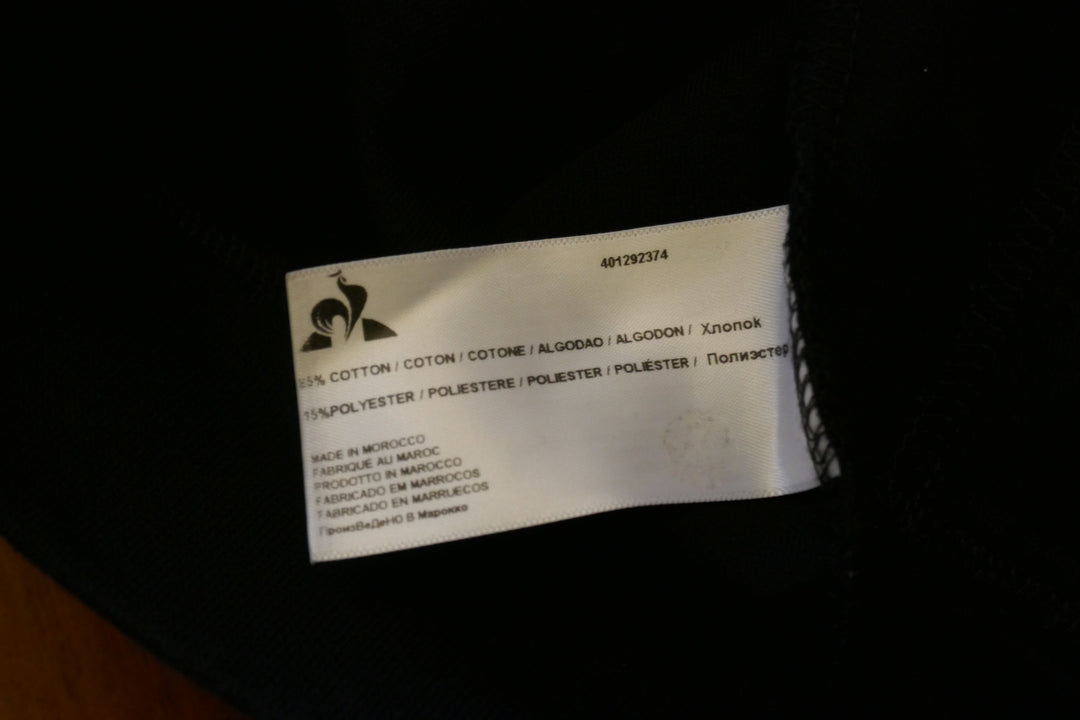 401292374
85% COTTON / COTON / COTONE / ALGODAO / ALGODON / Хлопок
15%POLYESTER / POLIESTERE / POLIESTER / POLIÉSTER / Полиэстер
MADE IN MOROCCO
FABRIQUE AU MAROC
PRODOTTO IN MAROCCO
FABRICADO EM MARROCOS
FABRICADO EN MARRUECOS
ПроизВеДеНО В Марокко